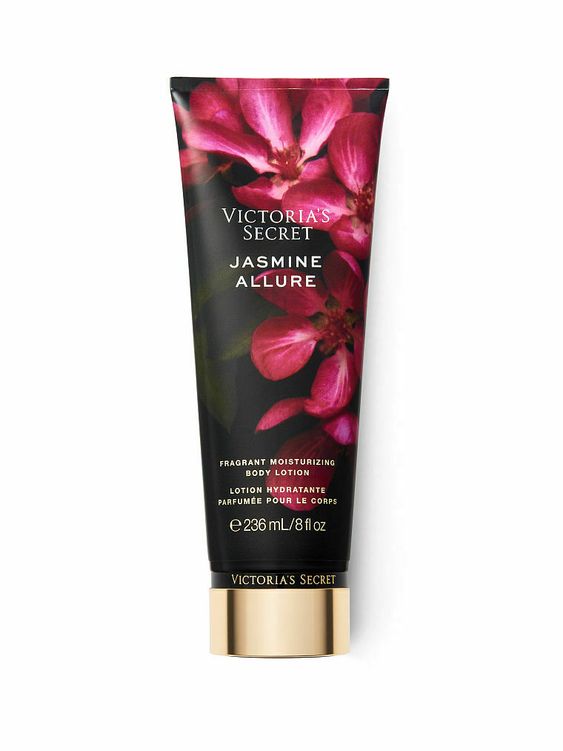 VICTORIA'S
SECRET
JASMINE
ALLURE
FRAGRANT MOISTURIZING
BODY LOTION
LOTION HYDRATANTE
PARFUMÉE POUR LE CORPS
℮ 236 mL/8 fl oz
VICTORIA'S SECRET